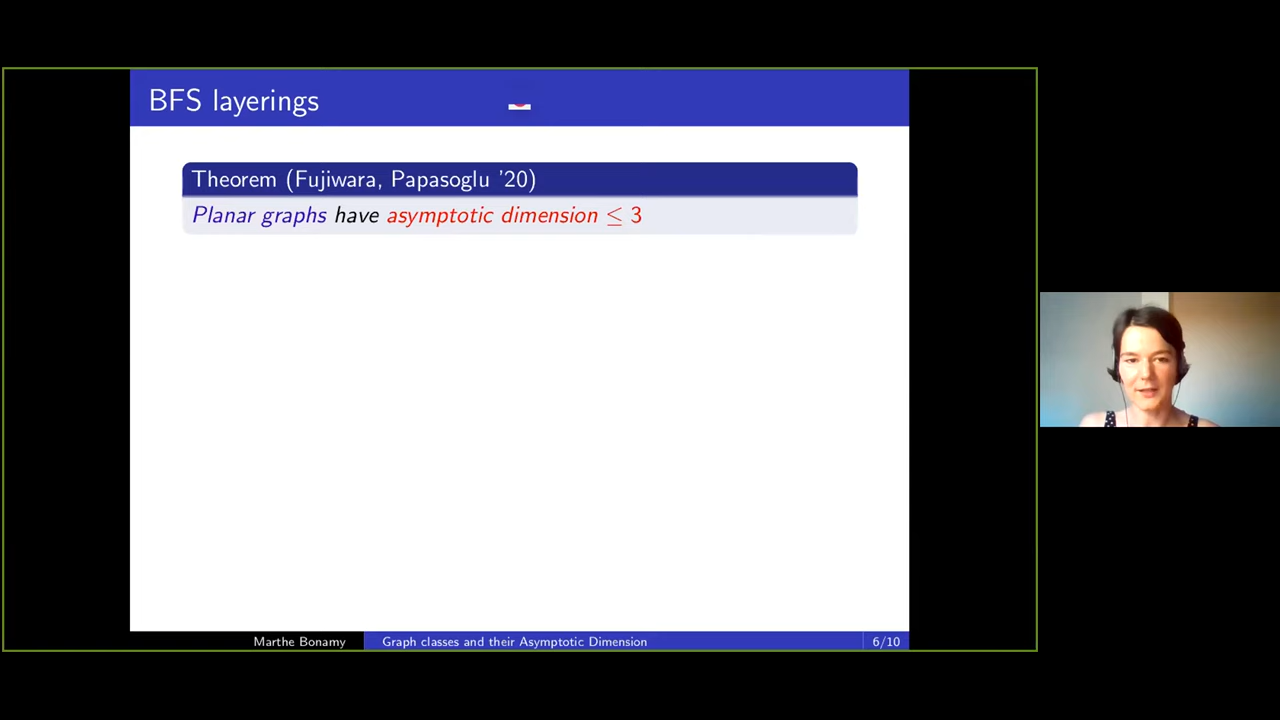 BFS layerings
Theorem (Fujiwara, Papasoglu '20)
Planar graphs have asymptotic dimension ≤ 3
Marthe Bonamy
Graph classes and their Asymptotic Dimension
6/10